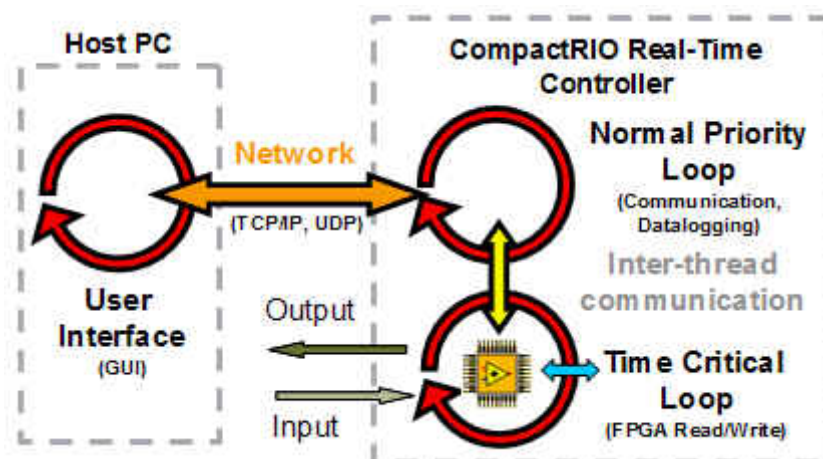 Host PC
CompactRIO Real-Time
Controller
Network
(TCP/IP, UDP)
Normal Priority
Loop
(Communication,
Datalogging)
Inter-thread
communication
User
Interface
(GUI)
Output
Input
Time Critical
Loop
(FPGA Read/Write)